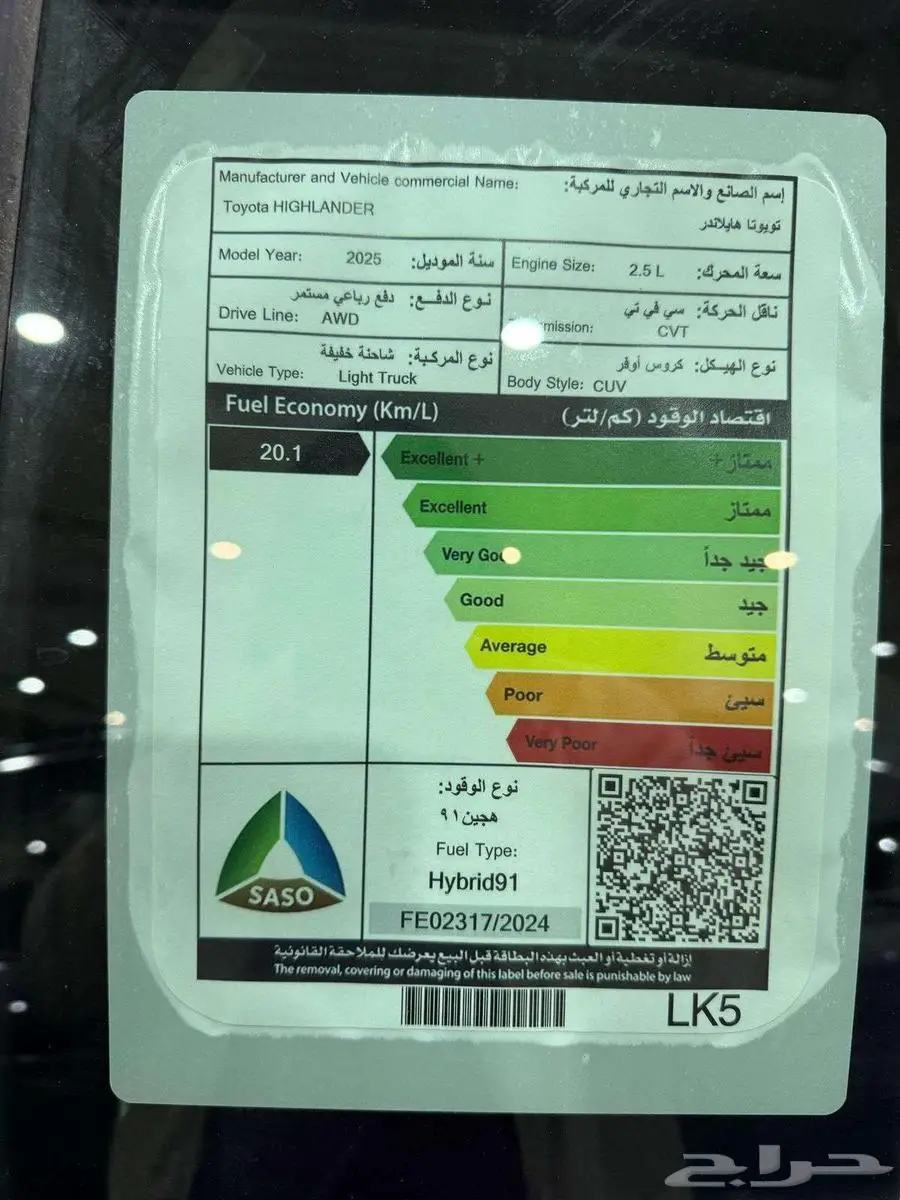 Manufacturer and Vehicle commercial Name: إسم الصانع والاسم التجاري للمركبة:
Toyota HIGHLANDER تويوتا هايلاندر
Model Year: 2025 سنة الموديل:
Engine Size: 2.5 L سعة المحرك:
نوع الدفع: دفع رباعي مستمر
Drive Line: AWD
ناقل الحركة: سي في تي
CVT
نوع المركبة: شاحنة خفيفة
Vehicle Type: Light Truck
نوع الهيكل: كروس أوفر
Body Style: CUV
Fuel Economy (Km/L) اقتصاد الوقود (كم/لتر)
20.1
Excellent + ممتاز+
Excellent ممتاز
Very جيد جداً
Good جيد
Average متوسط
Poor سيئ
Very Poor سيئ جداً
SASO
نوع الوقود:
هجين٩١
Fuel Type:
Hybrid91
FE02317/2024
إزالة أو تغطية أو العبث بهذه البطاقة قبل البيع يعرضك للملاحقة القانونية
The removal, covering or damaging of this label before sale is punishable by law
LK5
حراج